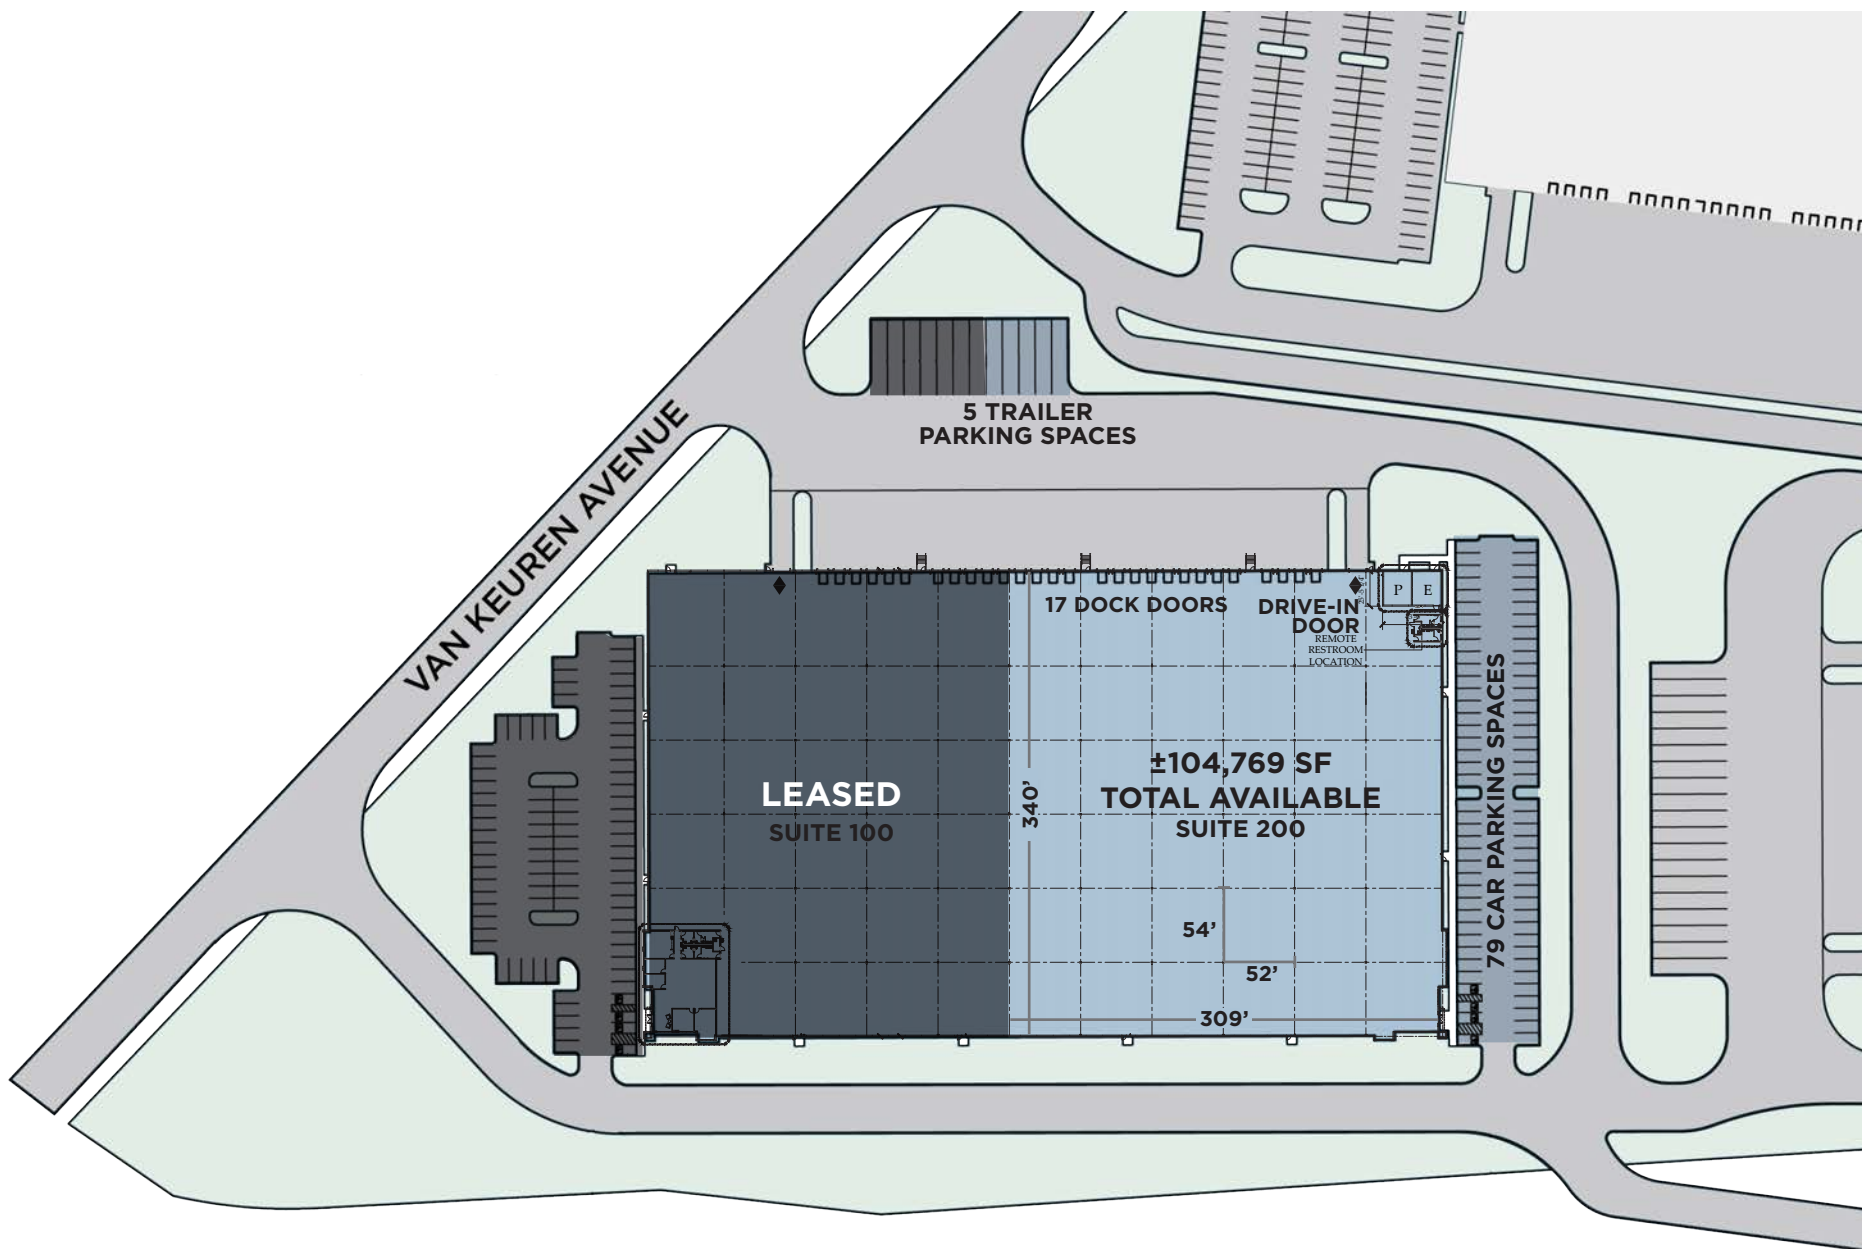 5 TRAILER
PARKING SPACES
VAN KEUREN AVENUE
17 DOCK DOORS
DRIVE-IN
DOOR
P E
REMOTE
RESTROOM
LOCATION
LEASED
SUITE 100
340'
±104,769 SF
TOTAL AVAILABLE
SUITE 200
79 CAR PARKING SPACES
54'
52'
309'